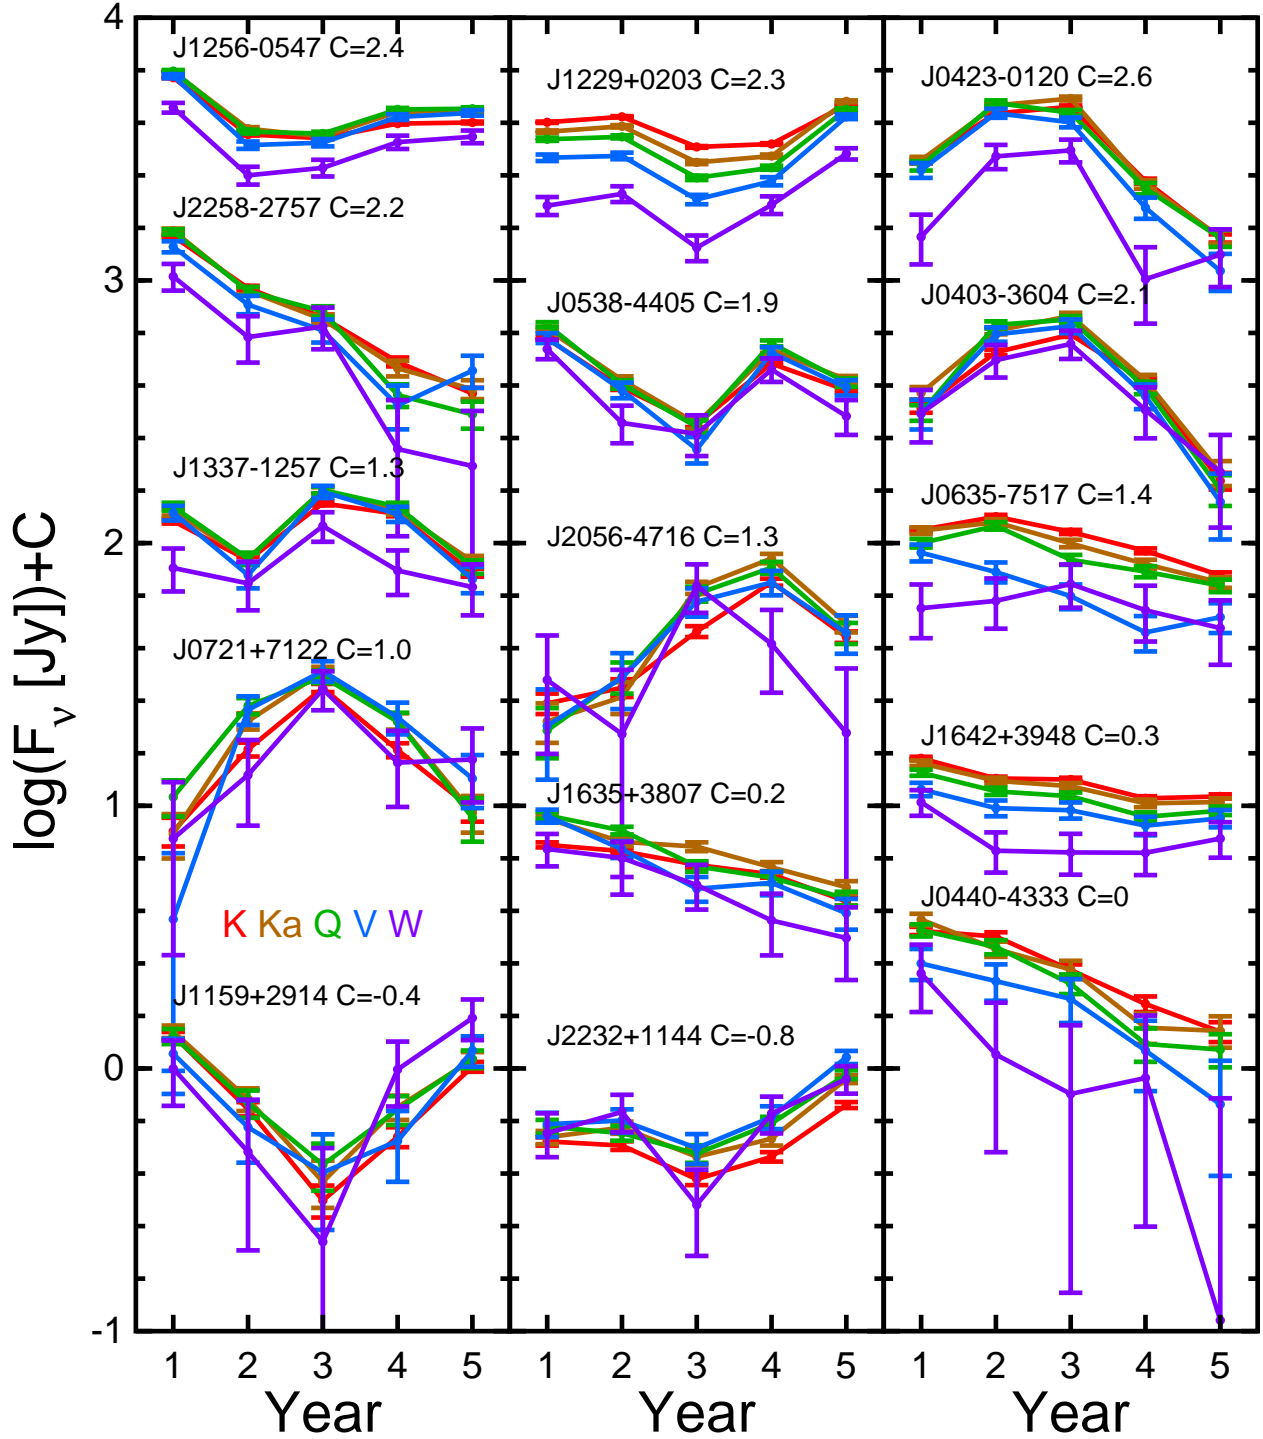 log(Fν [Jy])+C
4
3
2
1
0
-1
J1256-0547 C=2.4
J2258-2757 C=2.2
J1337-1257 C=1.3
J0721+7122 C=1.0
K Ka Q V W
J1159+2914 C=-0.4
1 2 3 4 5
Year
J1229+0203 C=2.3
J0538-4405 C=1.9
J2056-4716 C=1.3
J1635+3807 C=0.2
J2232+1144 C=-0.8
1 2 3 4 5
Year
J0423-0120 C=2.6
J0403-3604 C=2.1
J0635-7517 C=1.4
J1642+3948 C=0.3
J0440-4333 C=0
1 2 3 4 5
Year